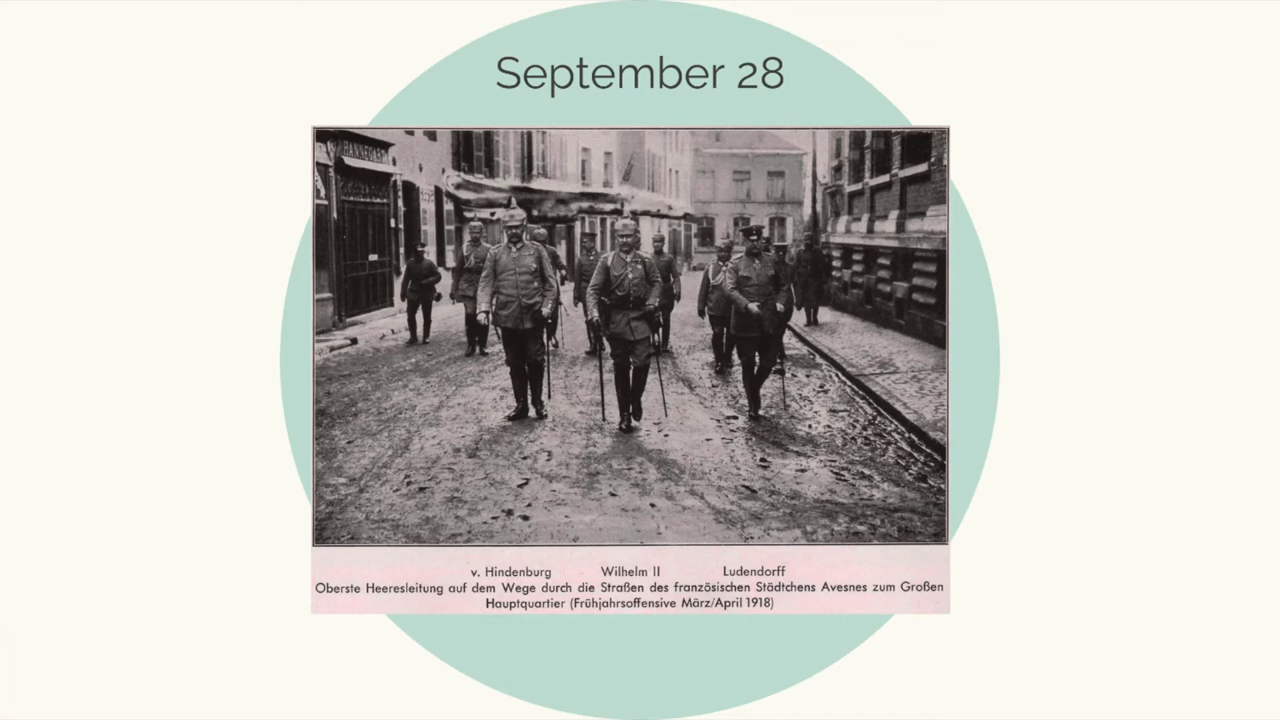 September 28
v. Hindenburg Wilhelm II Ludendorff
Oberste Heeresleitung auf dem Wege durch die Straßen des französischen Städtchens Avesnes zum Großen
Hauptquartier (Frühjahrsoffensive März/April 1918)